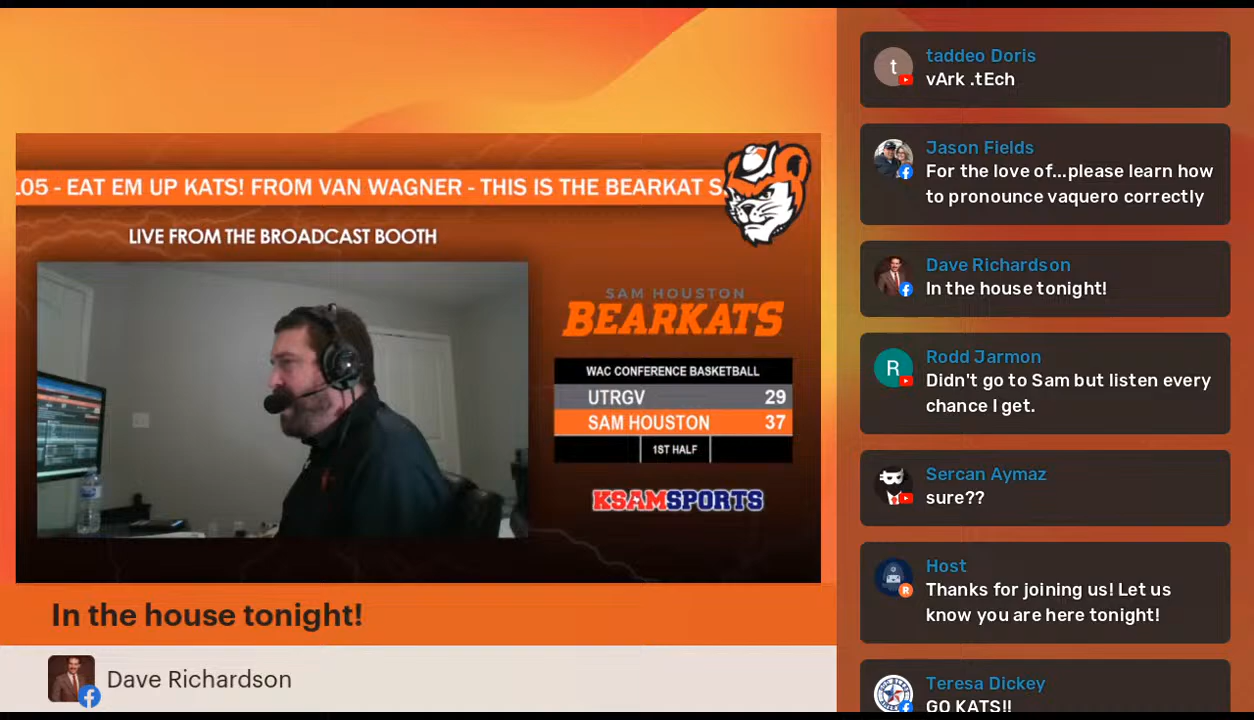 .05 - EAT EM UP KATS! FROM VAN WAGNER - THIS IS THE BEARKAT S
LIVE FROM THE BROADCAST BOOTH
SAM HOUSTON
BEARKATS
WAC CONFERENCE BASKETBALL
UTRGV 29
SAM HOUSTON 37
1ST HALF
KSAMSPORTS
In the house tonight!
Dave Richardson
t
taddeo Doris
vArk .tEch
Jason Fields
For the love of...please learn how
to pronounce vaquero correctly
Dave Richardson
In the house tonight!
R
Rodd Jarmon
Didn't go to Sam but listen every
chance I get.
Sercan Aymaz
sure??
R
Host
Thanks for joining us! Let us
know you are here tonight!
Teresa Dickey
GO KATS!!